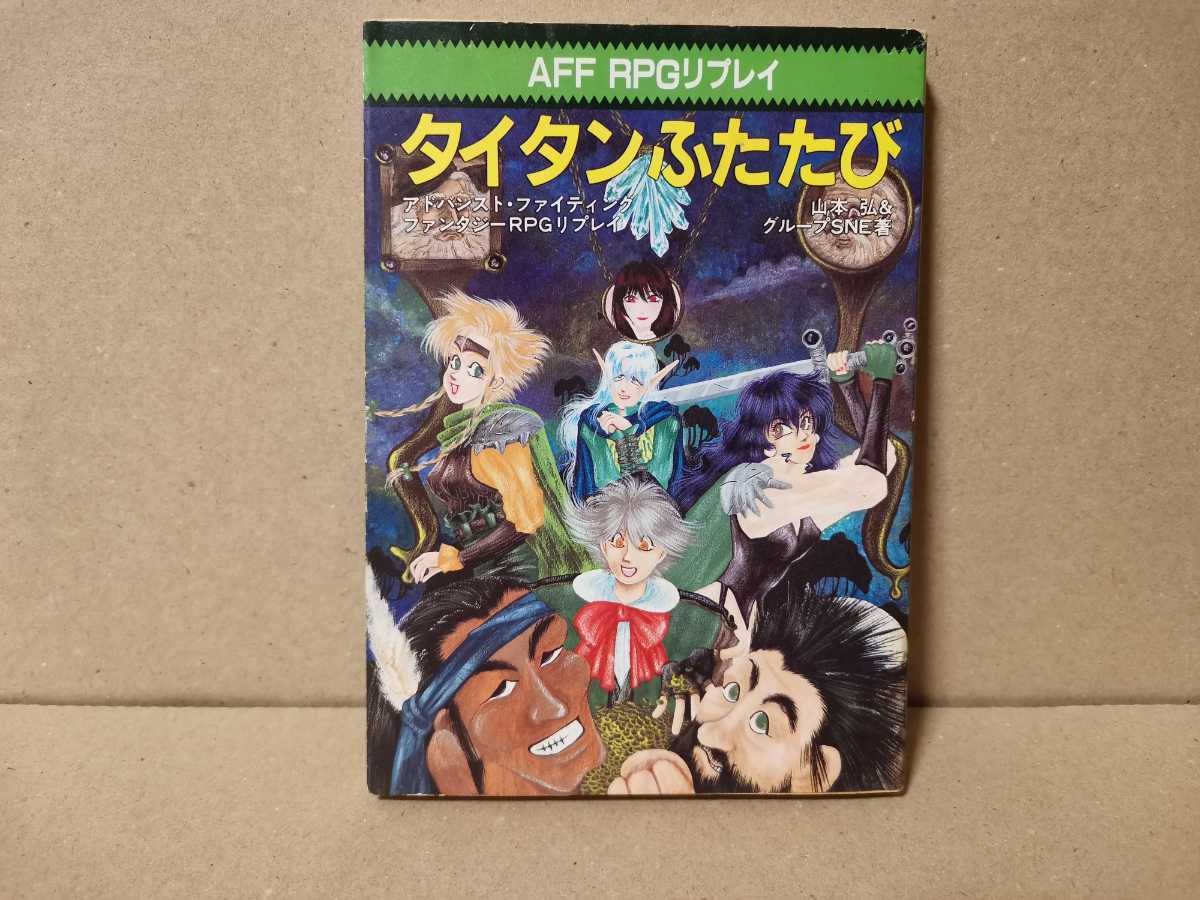 AFF RPGリプレイ
タイタンふたたび
アドバンスト・ファイティング
ファンタジーRPGリプレイ
山本 弘&
グループSNE著